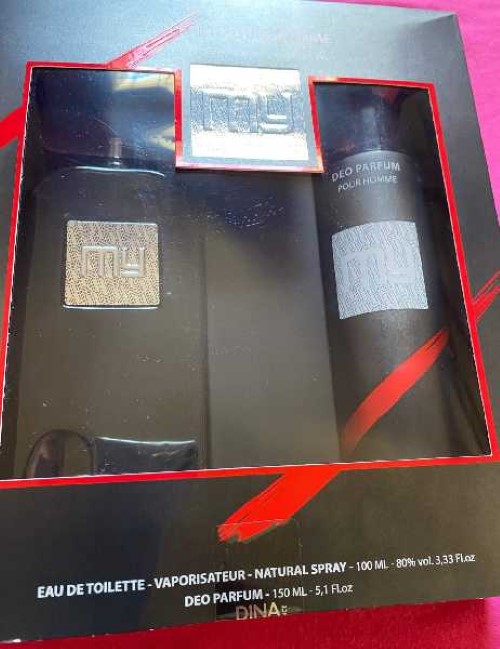 my
my
DEO PARFUM
POUR HOMME
my
EAU DE TOILETTE - VAPORISATEUR - NATURAL SPRAY - 100 ML - 80% vol. 3,33 Fl.oz
DEO PARFUM - 150 ML - 5,1 Fl.oz
DINA